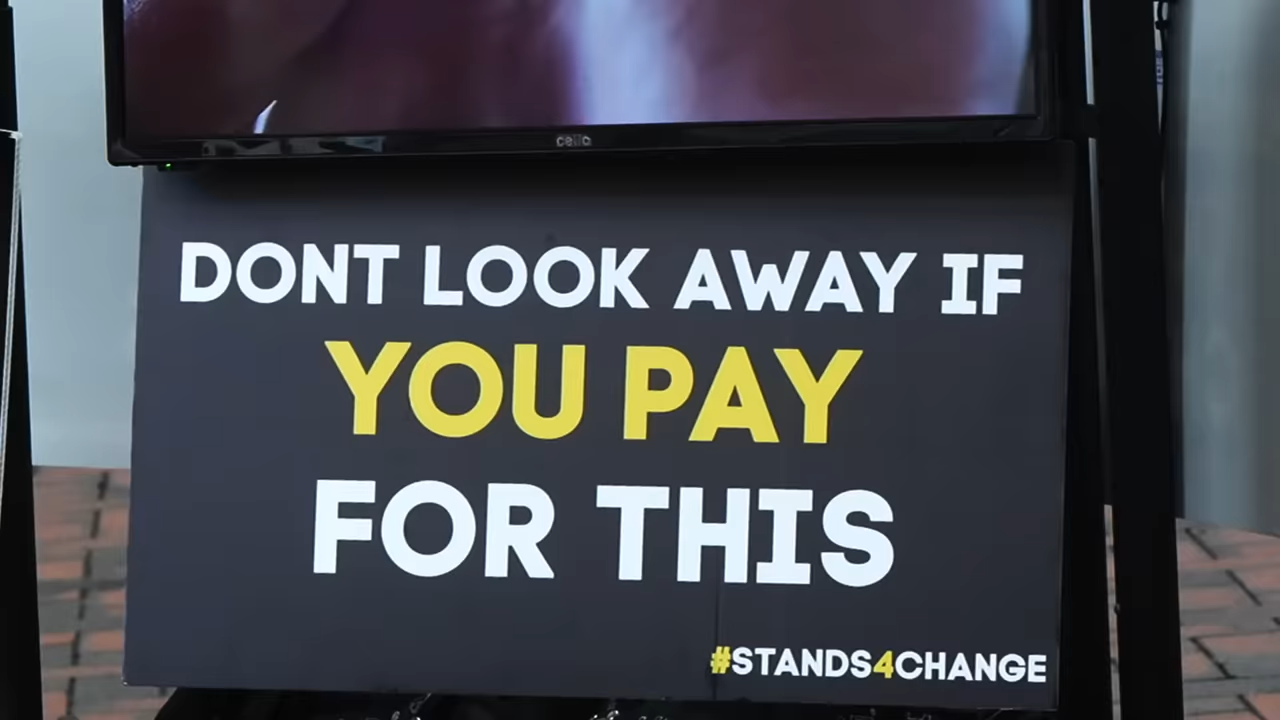 cello
DONT LOOK AWAY IF
YOU PAY
FOR THIS
#STANDS4CHANGE